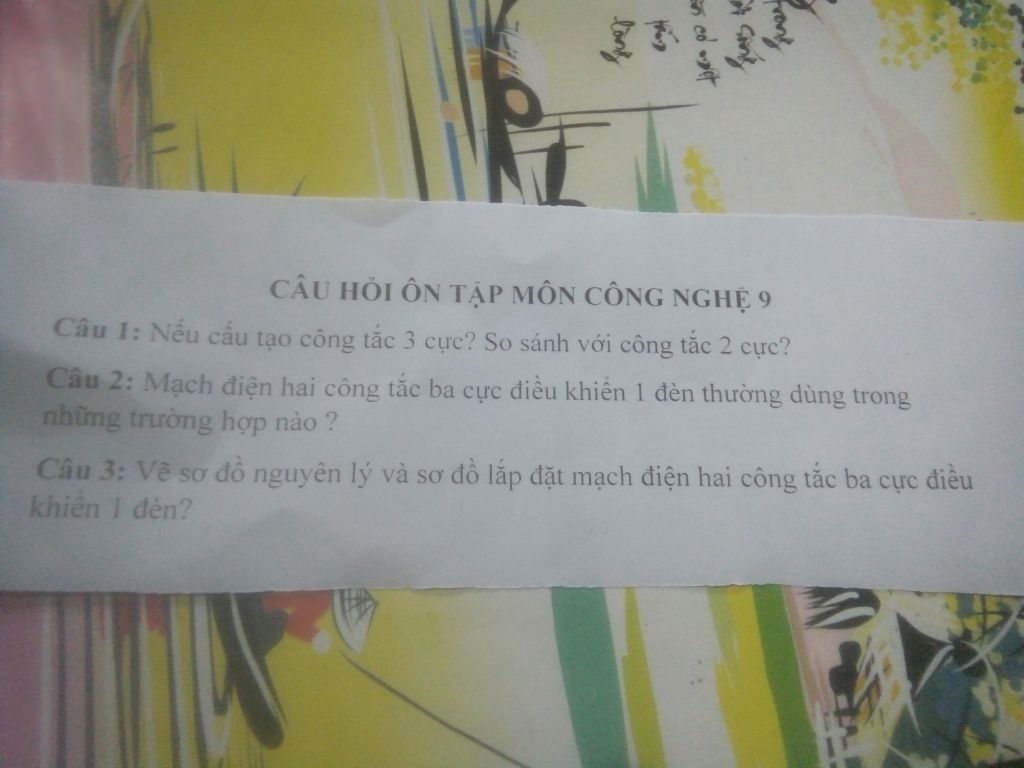 CÂU HỎI ÔN TẬP MÔN CÔNG NGHỆ 9
Câu 1: Nếu cấu tạo công tắc 3 cực? So sánh với công tắc 2 cực?
Câu 2: Mạch điện hai công tắc ba cực điều khiển 1 đèn thường dùng trong
những trường hợp nào ?
Câu 3: Vẽ sơ đồ nguyên lý và sơ đồ lắp đặt mạch điện hai công tắc ba cực điều
khiển 1 đèn?